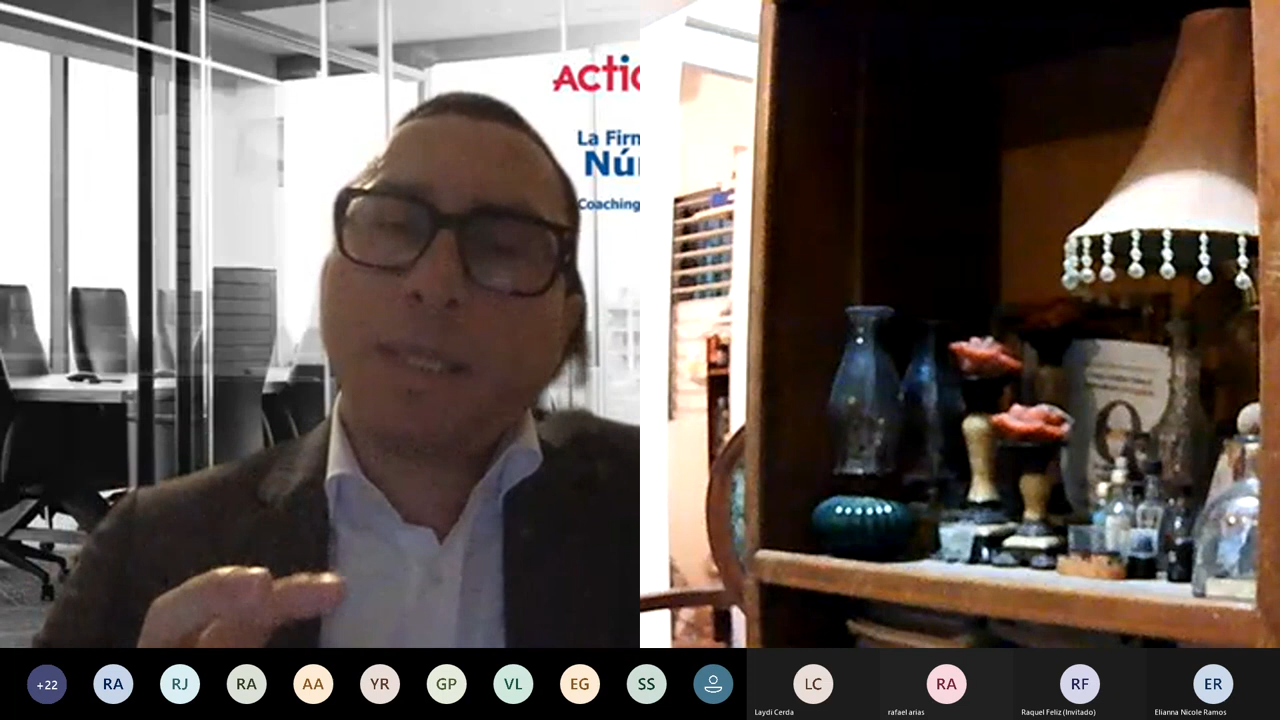 ACTIO
La Firm
Núm
Coaching
+22
RA
RJ
RA
AA
YR
GP
VL
EG
SS
LC
RA
RF
ER
Laydi Cerda
rafael arias
Raquel Feliz (Invitado)
Elianna Nicole Ramos